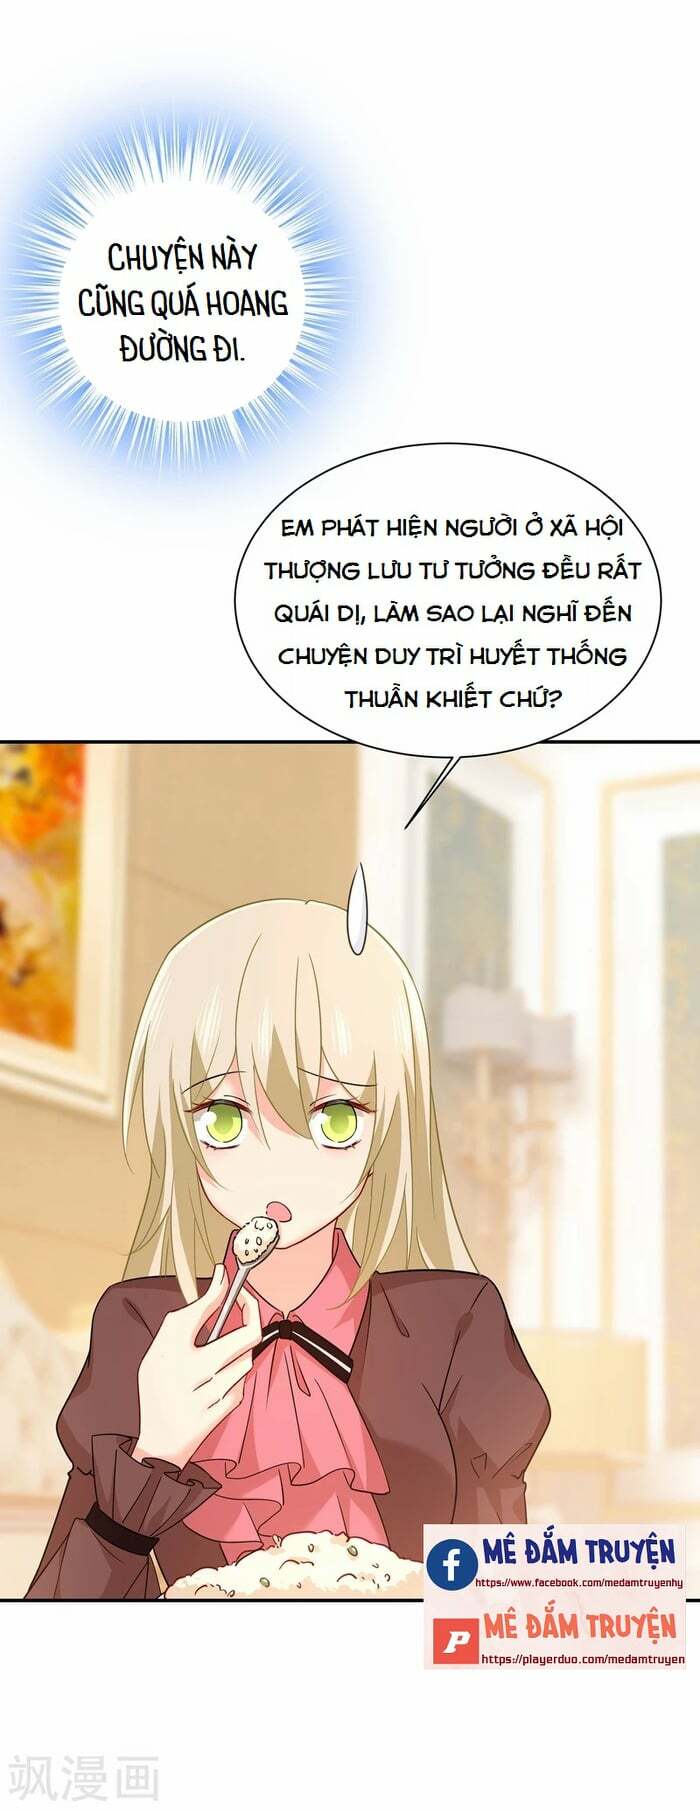 CHUYỆN NÀY
CŨNG QUÁ HOANG
ĐƯỜNG ĐI.
EM PHÁT HIỆN NGƯỜI Ở XÃ HỘI
THƯỢNG LƯU TƯ TƯỞNG ĐỀU RẤT
QUÁI DỊ, LÀM SAO LẠI NGHĨ ĐẾN
CHUYỆN DUY TRÌ HUYẾT THỐNG
THUẦN KHIẾT CHỨ?
MÊ ĐẮM TRUYỆN
https://www.facebook.com/medamtruyenhy
MÊ ĐẮM TRUYỆN
https://playerduo.com/medamtruyen
飒漫画